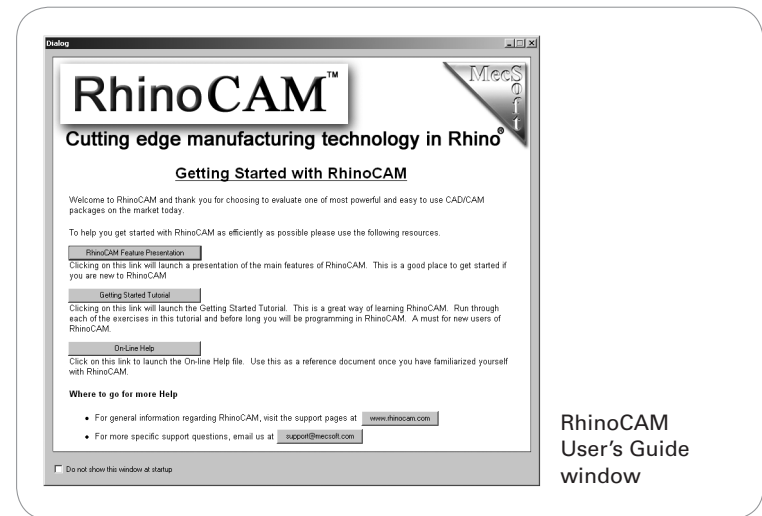 Dialog
RhinoCAM™
MecSoft
Cutting edge manufacturing technology in Rhino®
Getting Started with RhinoCAM
Welcome to RhinoCAM and thank you for choosing to evaluate one of most powerful and easy to use CAD/CAM
packages on the market today.
To help you get started with RhinoCAM as efficiently as possible please use the following resources.
RhinoCAM Feature Presentation
Clicking on this link will launch a presentation of the main features of RhinoCAM. This is a good place to get started if
you are new to RhinoCAM
Getting Started Tutorial
Clicking on this link will launch the Getting Started Tutorial. This is a great way of learning RhinoCAM. Run through
each of the exercises in this tutorial and before long you will be programming in RhinoCAM. A must for new users of
RhinoCAM.
On-Line Help
Click on this link to launch the On-line Help file. Use this as a reference document once you have familiarized yourself
with RhinoCAM.
Where to go for more Help
• For general information regarding RhinoCAM, visit the support pages at www.rhinocam.com
• For more specific support questions, email us at support@mecsoft.com
Do not show this window at startup
RhinoCAM
User's Guide
window